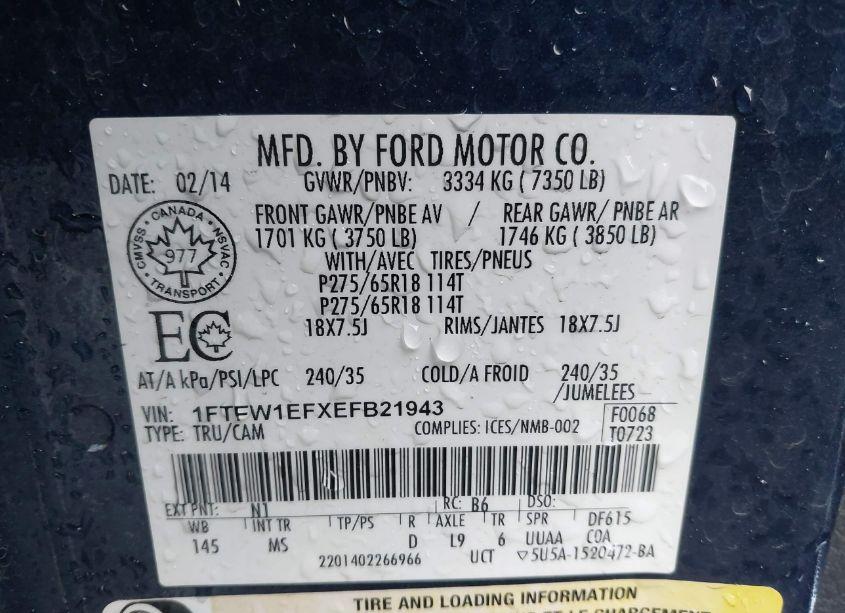 MFD. BY FORD MOTOR CO.
DATE: 02/14 GVWR/PNBV: 3334 KG ( 7350 LB)
FRONT GAWR/PNBE AV / REAR GAWR/ PNBE AR
1701 KG ( 3750 LB) 1746 KG ( 3850 LB)
WITH/AVEC TIRES/PNEUS
P275/65R18 114T
P275/65R18 114T
18X7.5J RIMS/JANTES 18X7.5J
CANADA
CMVSS NSVAC
977
TRANSPORT
EC
AT/A kPa/PSI/LPC 240/35 COLD/A FROID 240/35
/JUMELEES
VIN: 1FTFW1EFXEFB21943 F0068
TYPE: TRU/CAM COMPLIES: ICES/NMB-002 T0723
EXT PNT: N1 RC: B6 DSO:
WB INT TR TP/PS R AXLE TR SPR DF615
145 MS D L9 6 UUAA COA
2201402266966 UCT ▽5U5A-1520472-BA
TIRE AND LOADING INFORMATION